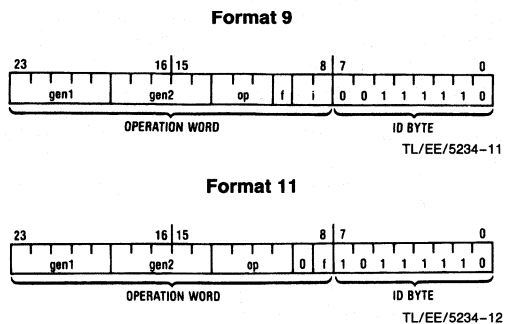 Format 9
23 16 15 8 7 0
gen1 gen2 op f i 0 0 1 1 1 1 1 0
OPERATION WORD ID BYTE
TL/EE/5234–11
Format 11
23 16 15 8 7 0
gen1 gen2 op 0 f 1 0 1 1 1 1 1 0
OPERATION WORD ID BYTE
TL/EE/5234–12